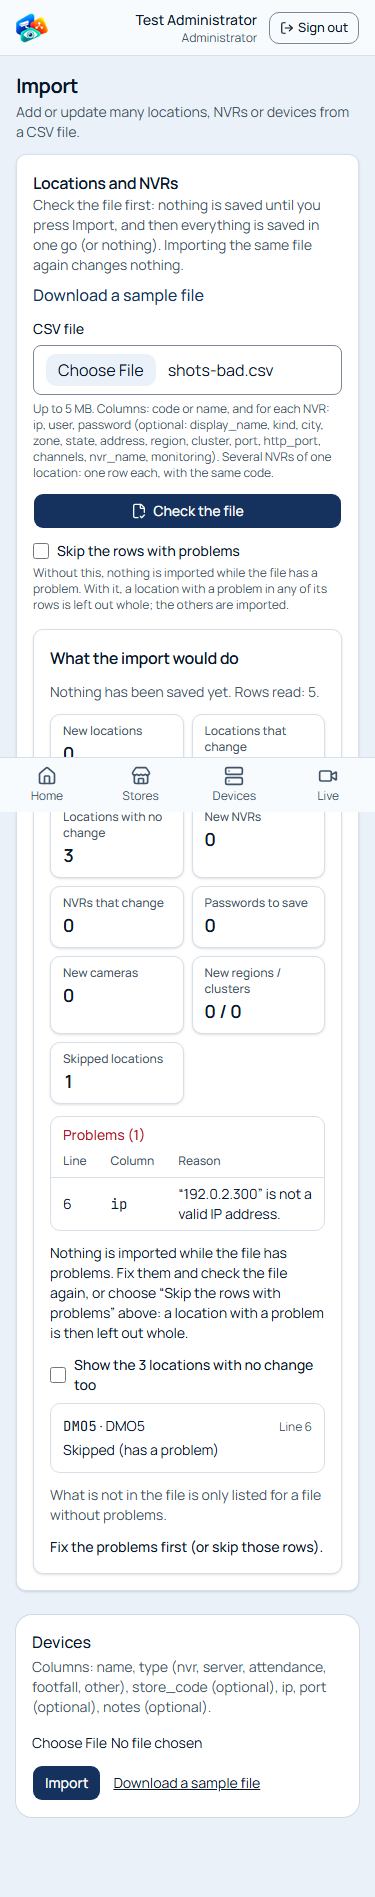 Test Administrator
Administrator
Sign out
Import
Add or update many locations, NVRs or devices from
a CSV file.
Locations and NVRs
Check the file first: nothing is saved until you
press Import, and then everything is saved in
one go (or nothing). Importing the same file
again changes nothing.
Download a sample file
CSV file
Choose File shots-bad.csv
Up to 5 MB. Columns: code or name, and for each NVR:
ip, user, password (optional: display_name, kind, city,
zone, state, address, region, cluster, port, http_port,
channels, nvr_name, monitoring). Several NVRs of one
location: one row each, with the same code.
Check the file
Skip the rows with problems
Without this, nothing is imported while the file has a
problem. With it, a location with a problem in any of its
rows is left out whole; the others are imported.
What the import would do
Nothing has been saved yet. Rows read: 5.
New locations
0
Locations that
change
Home
Stores
Devices
Live
Locations with no
change
3
New NVRs
0
NVRs that change
0
Passwords to save
0
New cameras
0
New regions /
clusters
0 / 0
Skipped locations
1
Problems (1)
Line Column Reason
6 ip “192.0.2.300” is not a
valid IP address.
Nothing is imported while the file has
problems. Fix them and check the file
again, or choose “Skip the rows with
problems” above: a location with a problem
is then left out whole.
Show the 3 locations with no change
too
DM05 · DM05 Line 6
Skipped (has a problem)
What is not in the file is only listed for a file
without problems.
Fix the problems first (or skip those rows).
Devices
Columns: name, type (nvr, server, attendance,
footfall, other), store_code (optional), ip, port
(optional), notes (optional).
Choose File No file chosen
Import
Download a sample file